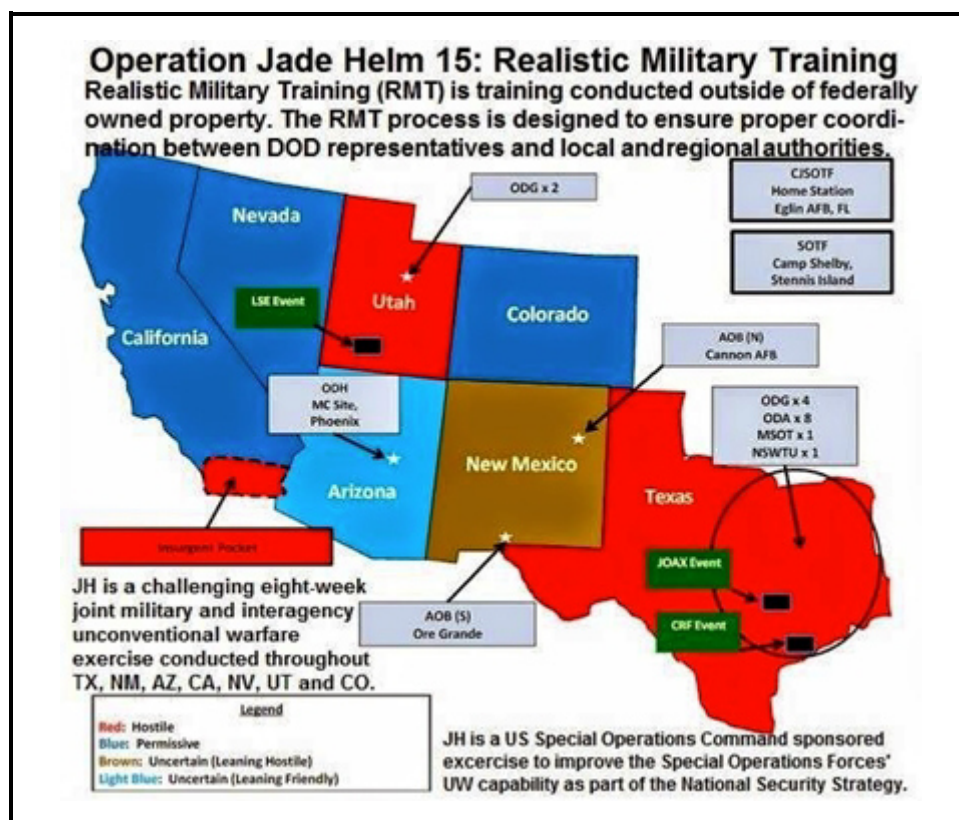 Operation Jade Helm 15: Realistic Military Training
Realistic Military Training (RMT) is training conducted outside of federally
owned property. The RMT process is designed to ensure proper coordi-
nation between DOD representatives and local and regional authorities.
CJSOTF
Home Station
Eglin AFB, FL
SOTF
Camp Shelby,
Stennis Island
ODG x 2
Nevada
LSE Event
Utah
Colorado
California
AOB (N)
Cannon AFB
ODH
MC Site,
Phoenix
ODG x 4
ODA x 8
MSOT x 1
NSWTU x 1
New Mexico
Arizona
Texas
Insurgent Pocket
JOAX Event
CRF Event
AOB (S)
Ore Grande
JH is a challenging eight-week
joint military and interagency
unconventional warfare
exercise conducted throughout
TX, NM, AZ, CA, NV, UT and CO.
Legend
Red: Hostile
Blue: Permissive
Brown: Uncertain (Leaning Hostile)
Light Blue: Uncertain (Leaning Friendly)
JH is a US Special Operations Command sponsored
excercise to improve the Special Operations Forces'
UW capability as part of the National Security Strategy.